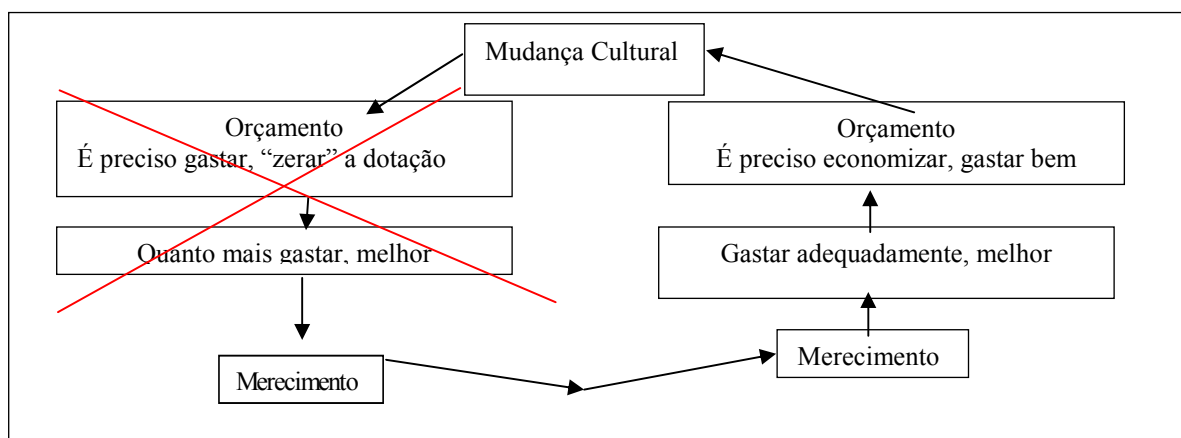 Mudança Cultural
Orçamento
É preciso gastar, “zerar” a dotação
Quanto mais gastar, melhor
Merecimento
Orçamento
É preciso economizar, gastar bem
Gastar adequadamente, melhor
Merecimento